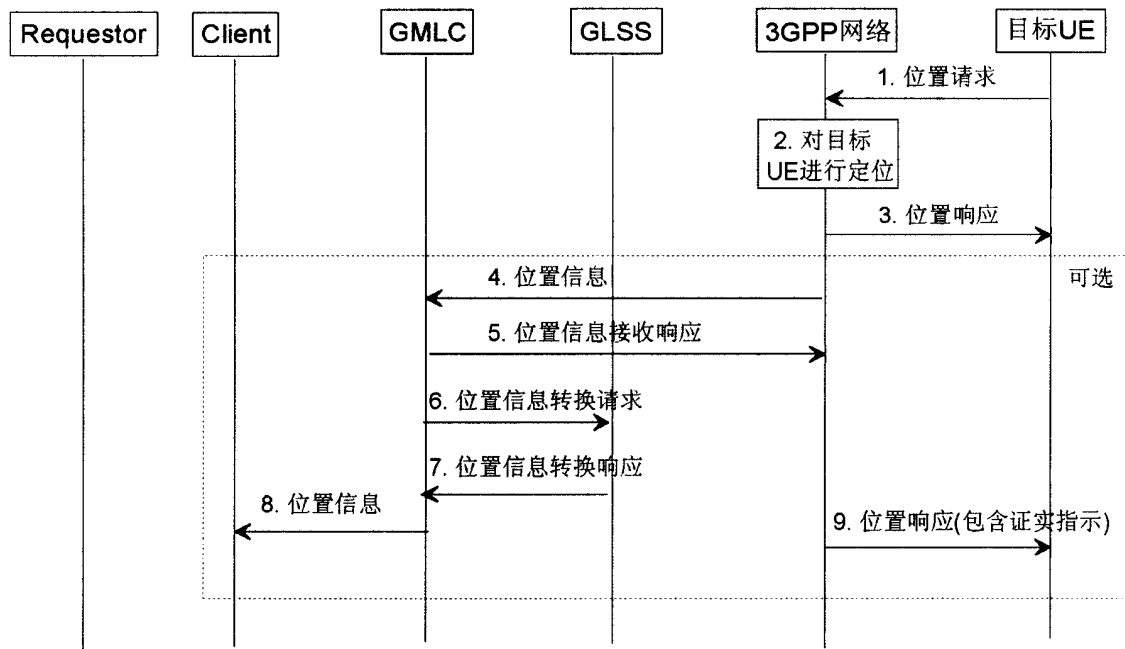 Requestor
Client
GMLC
GLSS
3GPP网络
目标UE
1. 位置请求
2. 对目标
UE进行定位
3. 位置响应
可选
4. 位置信息
5. 位置信息接收响应
6. 位置信息转换请求
7. 位置信息转换响应
8. 位置信息
9. 位置响应(包含证实指示)